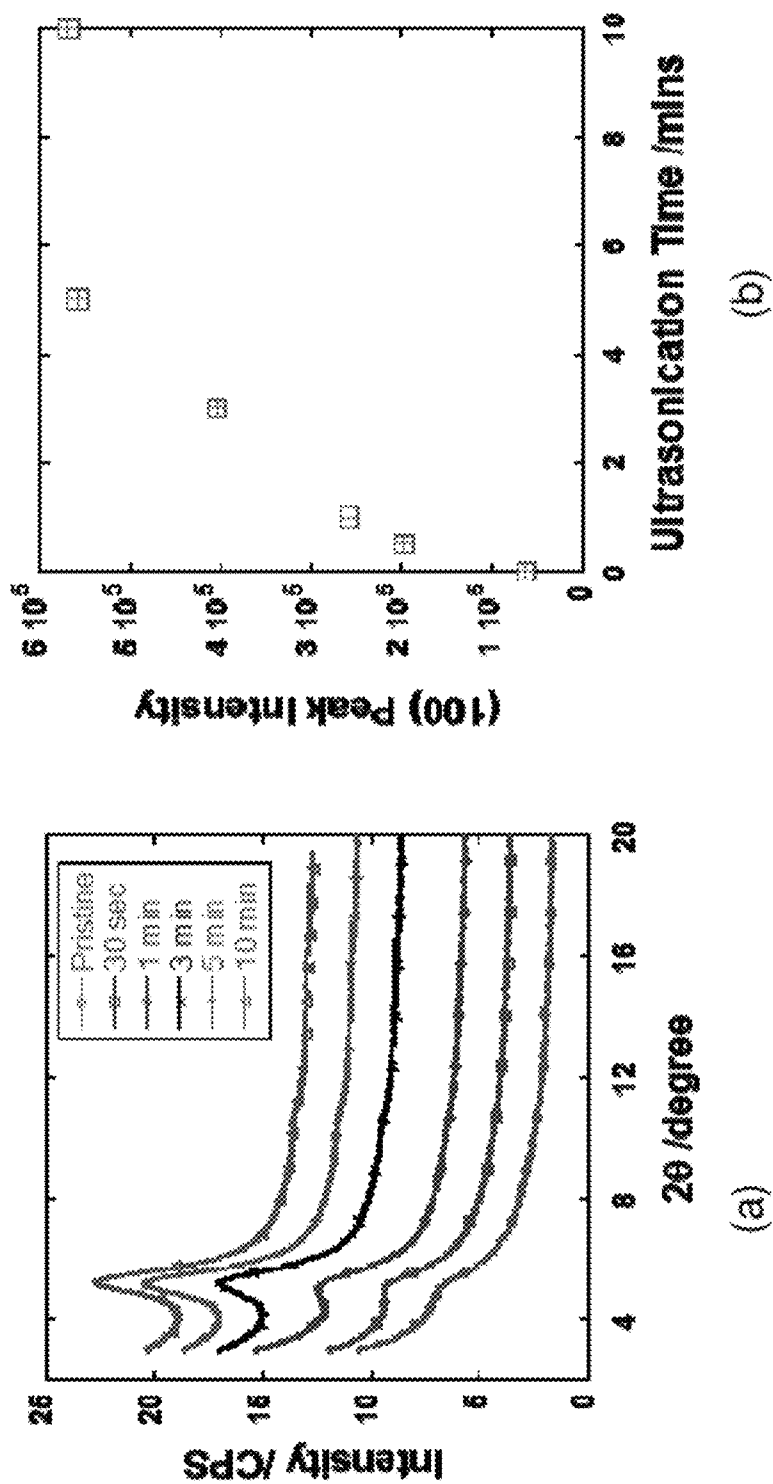 25
20
15
10
5
0
Intensity /CPS
Pristine
30 sec
1 min
3 min
5 min
10 min
4
8
12
16
20
2θ /degree
(a)
6 10⁵
5 10⁵
4 10⁵
3 10⁵
2 10⁵
1 10⁵
0
(100) Peak Intensity
0
2
4
6
8
10
Ultrasonication Time /mins
(b)